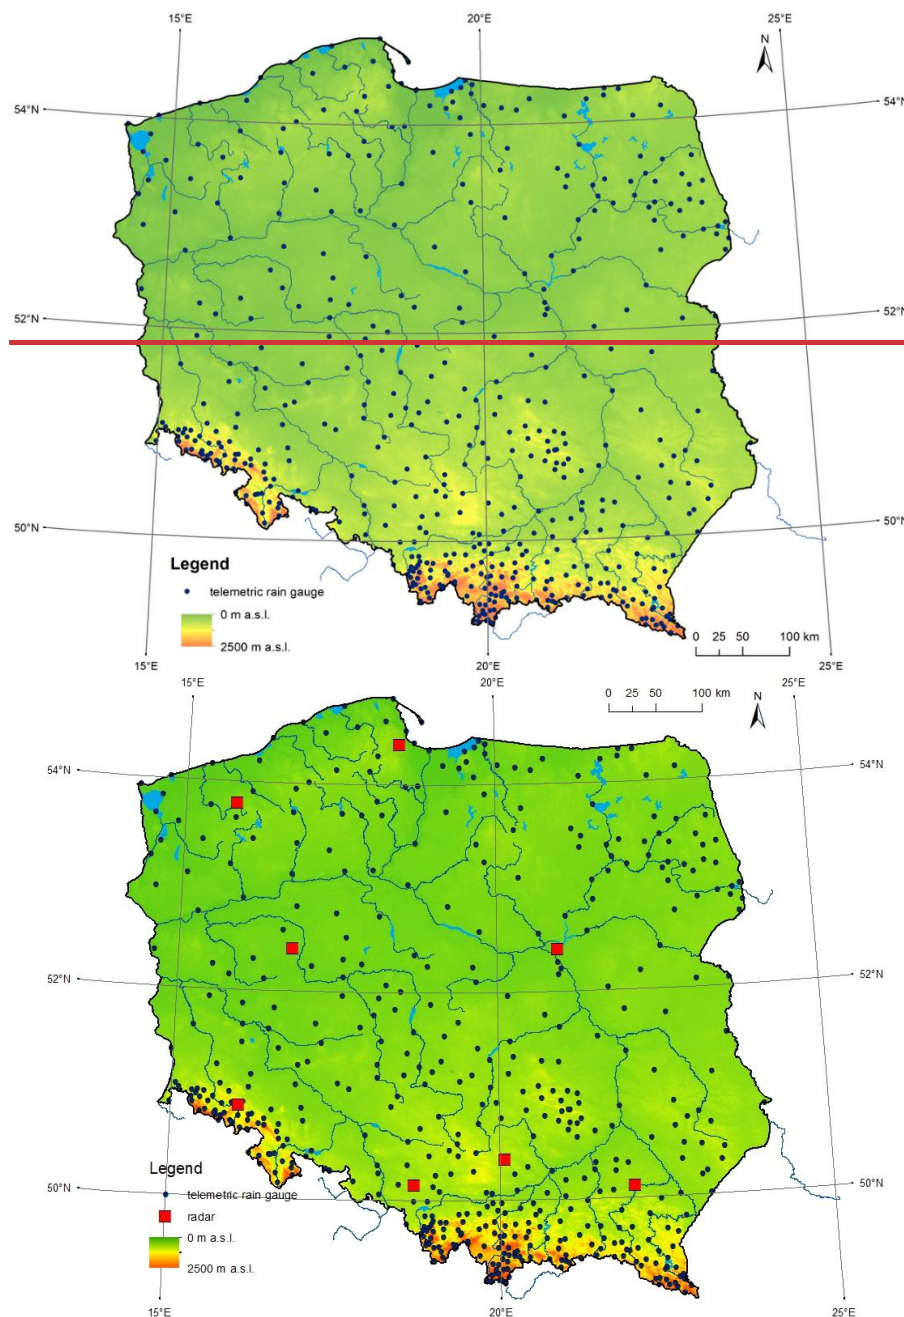 15°E 20°E 25°E
N
54°N 54°N
52°N 52°N
50°N 50°N
Legend
telemetric rain gauge
0 m a.s.l.
2500 m a.s.l.
0 25 50 100 km
15°E 20°E 25°E
15°E 20°E 25°E
0 25 50 100 km
N
54°N 54°N
52°N 52°N
50°N 50°N
Legend
telemetric rain gauge
radar
0 m a.s.l.
2500 m a.s.l.
15°E 20°E 25°E